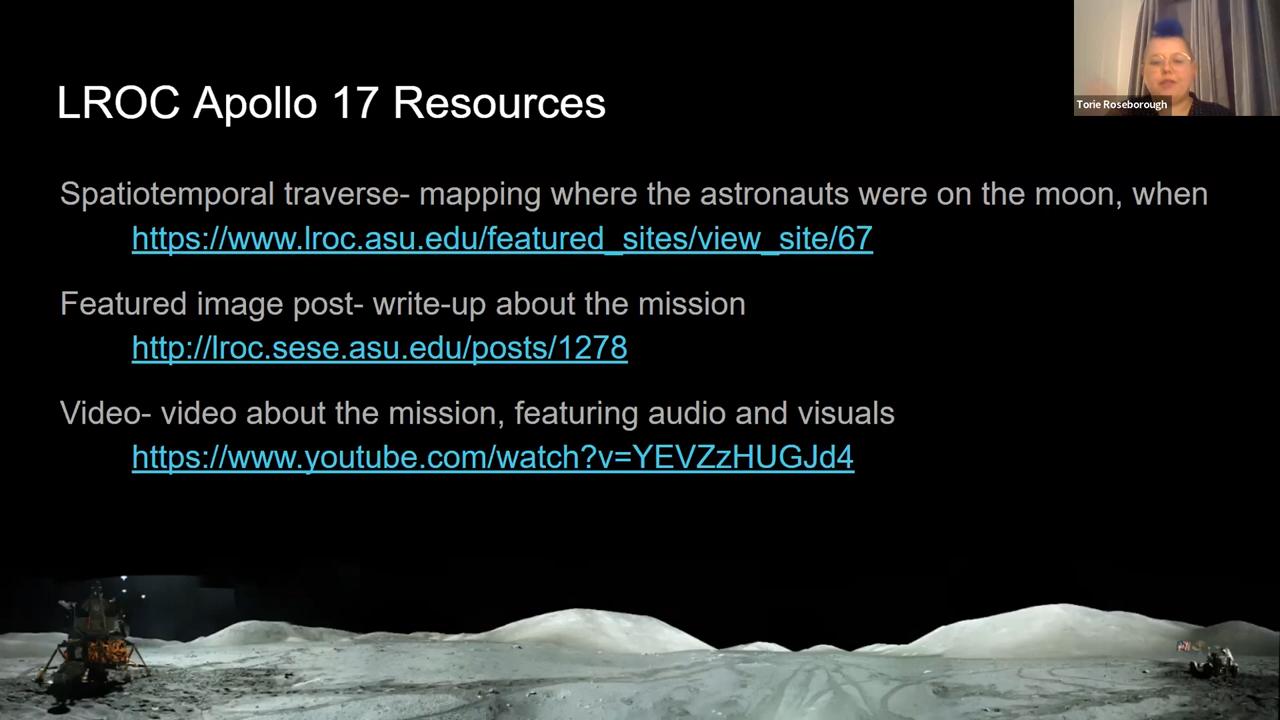 LROC Apollo 17 Resources
Torie Roseborough
Spatiotemporal traverse- mapping where the astronauts were on the moon, when
https://www.lroc.asu.edu/featured_sites/view_site/67
Featured image post- write-up about the mission
http://lroc.sese.asu.edu/posts/1278
Video- video about the mission, featuring audio and visuals
https://www.youtube.com/watch?v=YEVZzHUGJd4